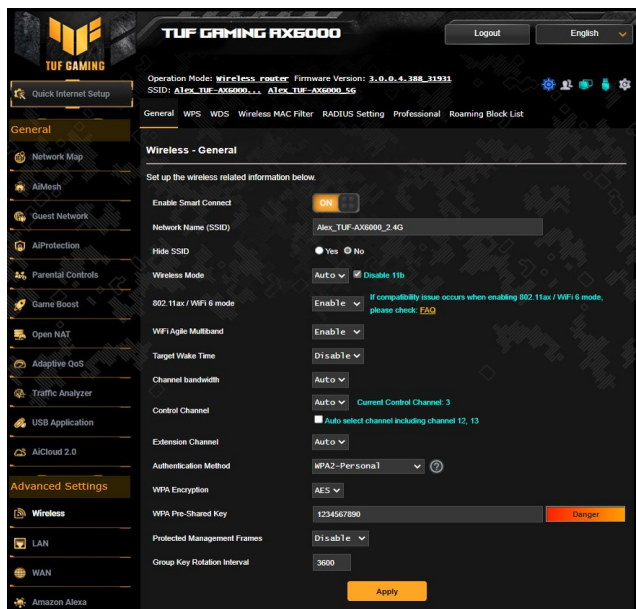 TUF GAMING
TUF GAMING AX6000
Logout
English
Quick Internet Setup
Operation Mode: Wireless router Firmware Version: 3.0.0.4.388_31931
SSID: Alex_TUF-AX6000... Alex_TUF-AX6000_5G
General WPS WDS Wireless MAC Filter RADIUS Setting Professional Roaming Block List
General
Network Map
AiMesh
Guest Network
AiProtection
Parental Controls
Game Boost
Open NAT
Adaptive QoS
Traffic Analyzer
USB Application
AiCloud 2.0
Advanced Settings
Wireless
LAN
WAN
Amazon Alexa
Wireless - General
Set up the wireless related information below.
Enable Smart Connect ON
Network Name (SSID) Alex_TUF-AX6000_2.4G
Hide SSID Yes No
Wireless Mode Auto Disable 11b
802.11ax / WiFi 6 mode Enable If compatibility issue occurs when enabling 802.11ax / WiFi 6 mode,
please check: FAQ
WiFi Agile Multiband Enable
Target Wake Time Disable
Channel bandwidth Auto
Control Channel Auto Current Control Channel: 3
Auto select channel including channel 12, 13
Extension Channel Auto
Authentication Method WPA2-Personal ?
WPA Encryption AES
WPA Pre-Shared Key 1234567890 Danger
Protected Management Frames Disable
Group Key Rotation Interval 3600
Apply